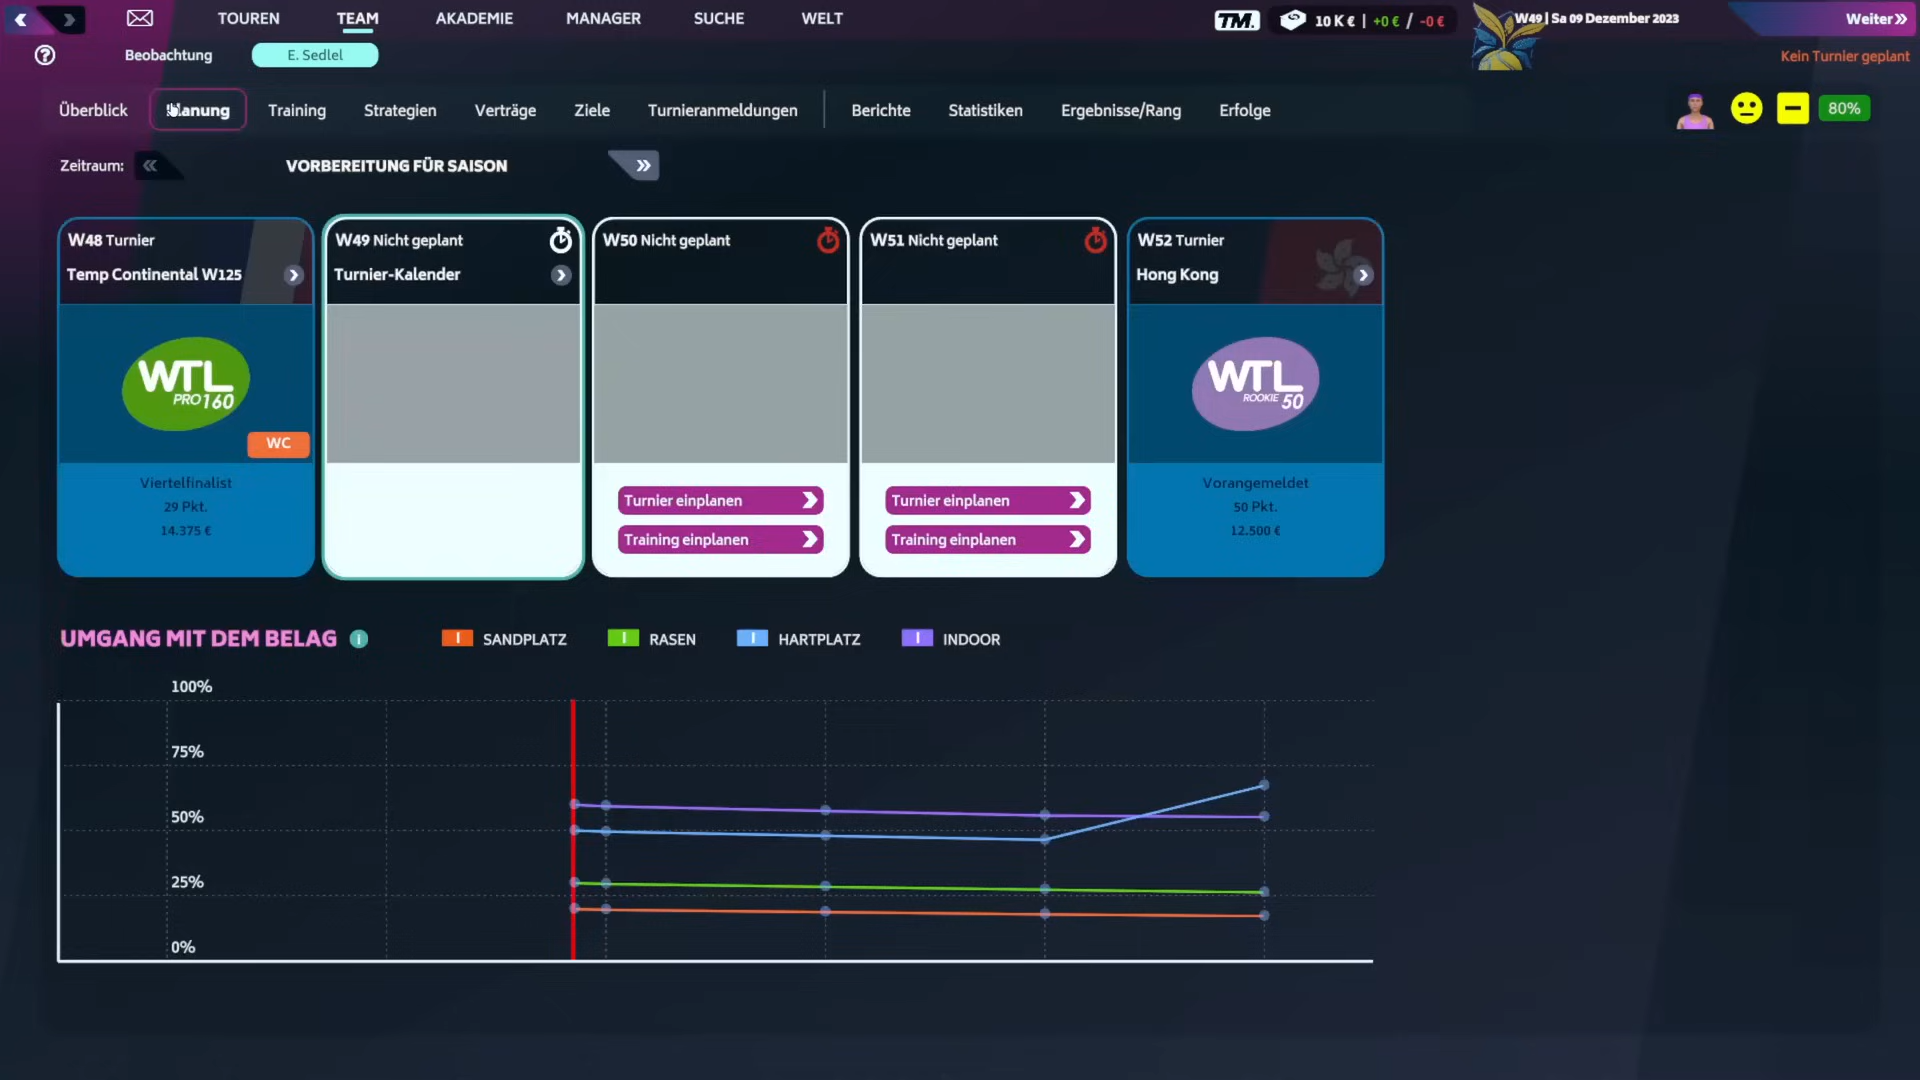 TOUREN TEAM AKADEMIE MANAGER SUCHE WELT TM. 10 K € | +0 € / -0 € W49 | Sa 09 Dezember 2023 Weiter
Beobachtung E. Sedlel Kein Turnier geplant
Überblick Planung Training Strategien Verträge Ziele Turnieranmeldungen Berichte Statistiken Ergebnisse/Rang Erfolge 80%
Zeitraum: VORBEREITUNG FÜR SAISON
W48 Turnier
Temp Continental W125
WTL
PRO 160
WC
Viertelfinalist
29 Pkt.
14.375 €
W49 Nicht geplant
Turnier-Kalender
W50 Nicht geplant
Turnier einplanen
Training einplanen
W51 Nicht geplant
Turnier einplanen
Training einplanen
W52 Turnier
Hong Kong
WTL
ROOKIE 50
Vorangemeldet
50 Pkt.
12.500 €
UMGANG MIT DEM BELAG i I SANDPLATZ I RASEN I HARTPLATZ I INDOOR
100%
75%
50%
25%
0%